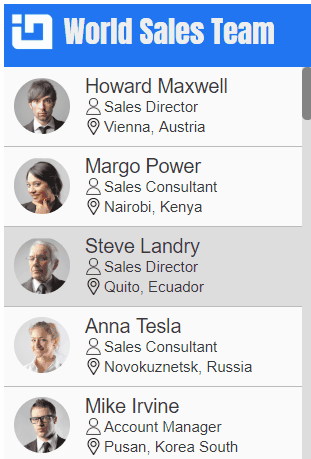 World Sales Team
Howard Maxwell
Sales Director
Vienna, Austria
Margo Power
Sales Consultant
Nairobi, Kenya
Steve Landry
Sales Director
Quito, Ecuador
Anna Tesla
Sales Consultant
Novokuznetsk, Russia
Mike Irvine
Account Manager
Pusan, Korea South